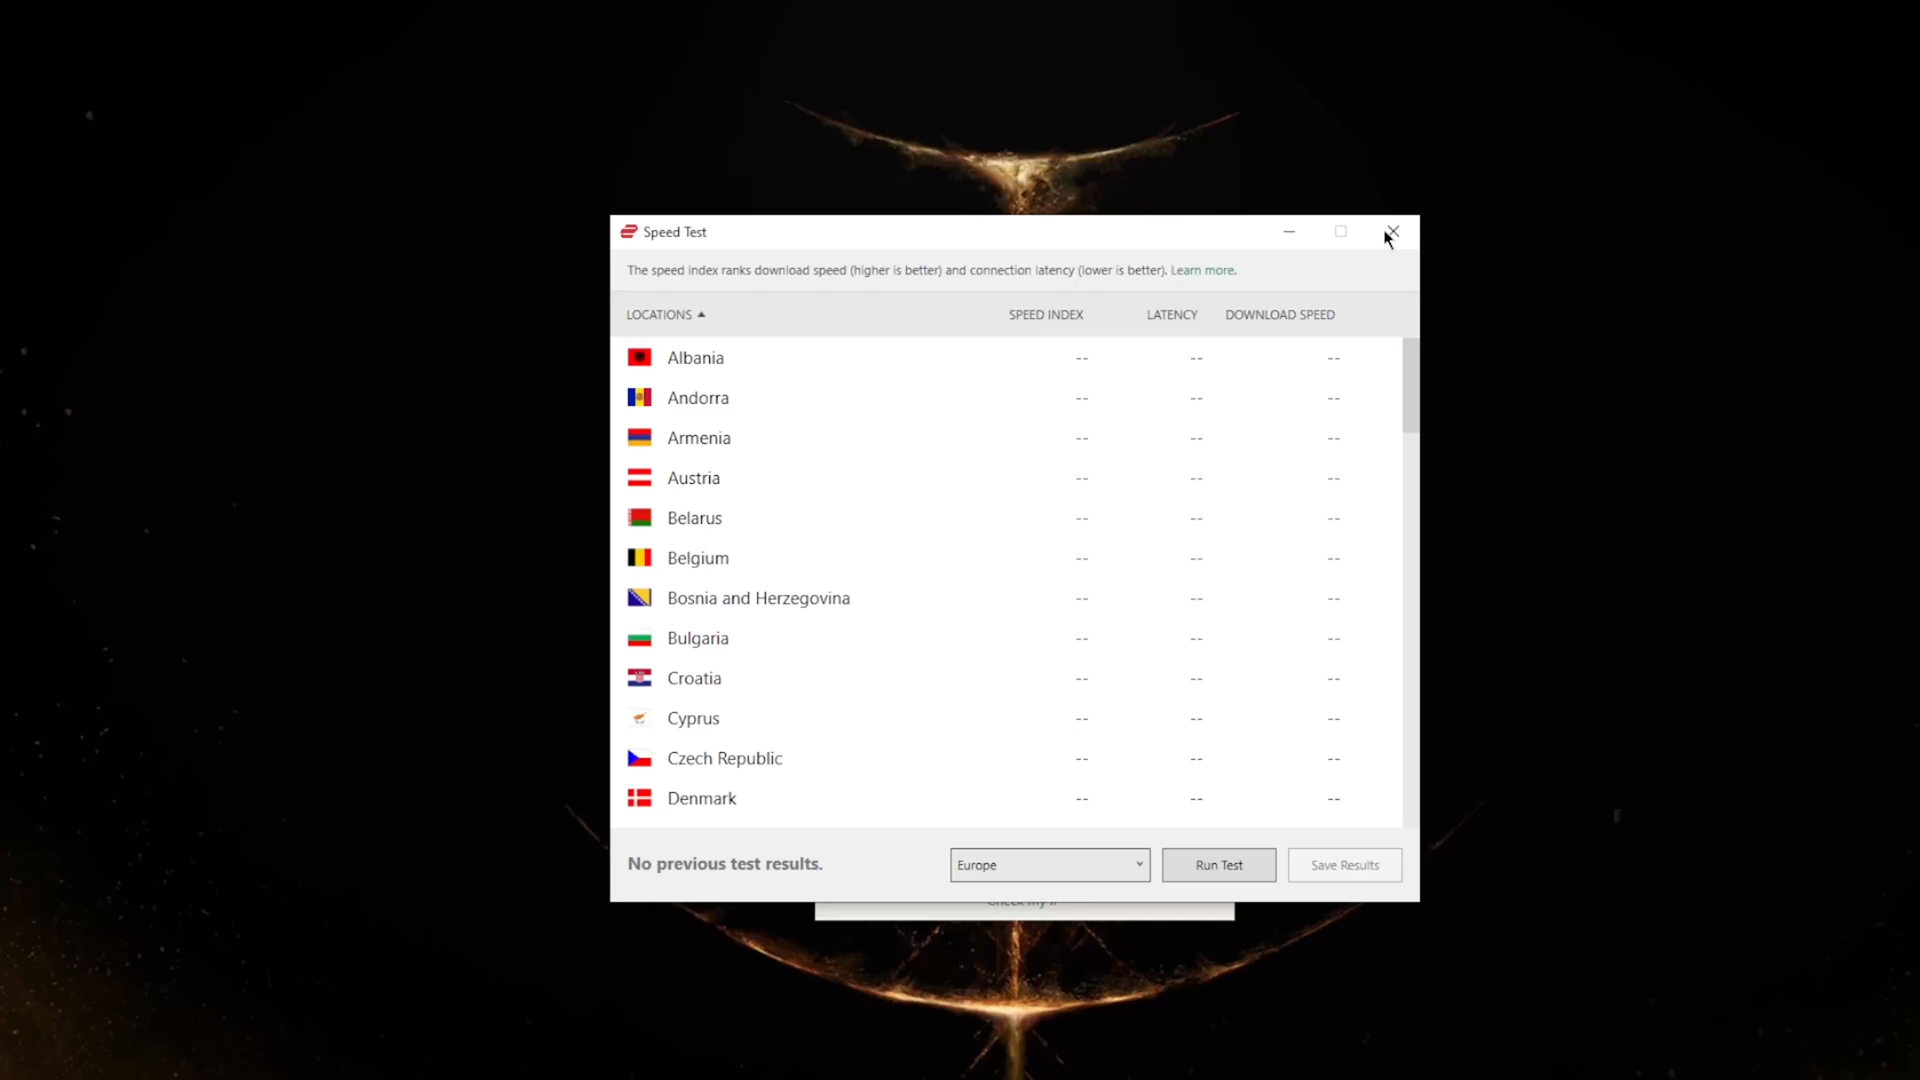 Speed Test
The speed index ranks download speed (higher is better) and connection latency (lower is better). Learn more.
LOCATIONS SPEED INDEX LATENCY DOWNLOAD SPEED
Albania -- -- --
Andorra -- -- --
Armenia -- -- --
Austria -- -- --
Belarus -- -- --
Belgium -- -- --
Bosnia and Herzegovina -- -- --
Bulgaria -- -- --
Croatia -- -- --
Cyprus -- -- --
Czech Republic -- -- --
Denmark -- -- --
No previous test results. Europe Run Test Save Results